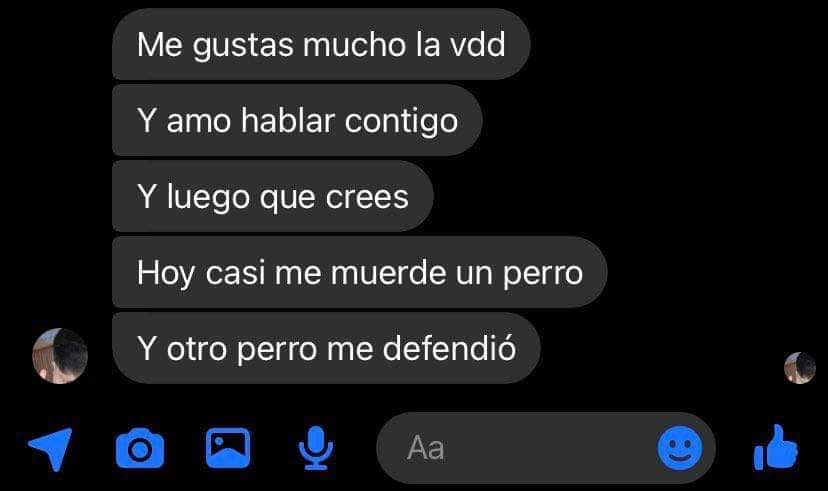 Me gustas mucho la vdd
Y amo hablar contigo
Y luego que crees
Hoy casi me muerde un perro
Y otro perro me defendió
Aa